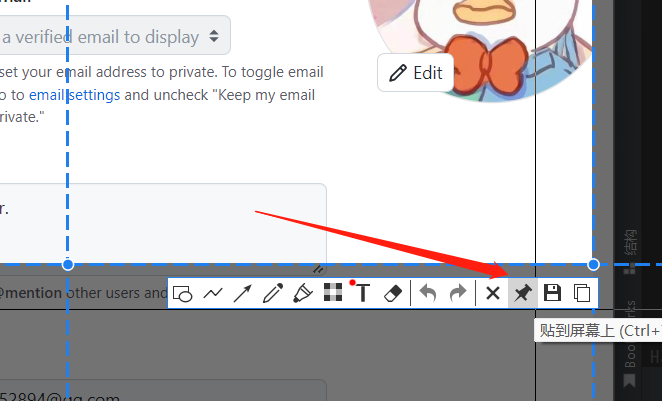 a verified email to display
Edit
set your email address to private. To toggle email
o to email settings and uncheck "Keep my email
rivate."
r.
@mention other users and
T
结构
贴到屏幕上 (Ctrl+
52894@qq.com